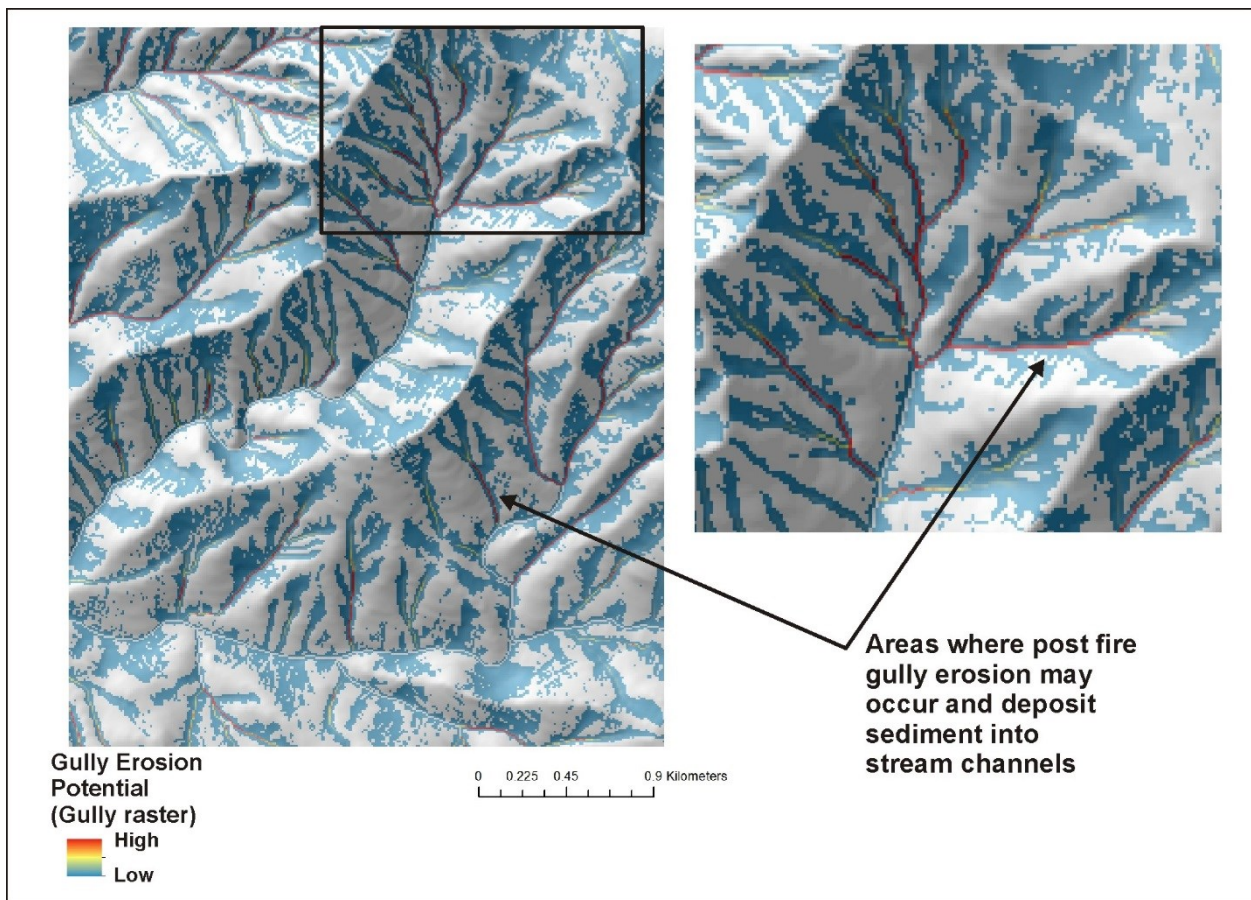 Areas where post fire
gully erosion may
occur and deposit
sediment into
stream channels
Gully Erosion
Potential
(Gully raster)
High
Low
0 0.225 0.45 0.9 Kilometers